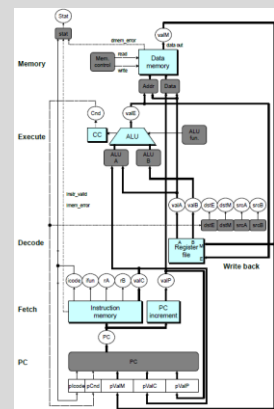 Stat
stat
dmem_error
valM
data out
Memory
Mem. control
read
write
Data memory
Addr
Data
Cnd
valE
Execute
CC
ALU
ALU fun.
ALU A
ALU B
instr_valid
imem_error
valA
valB
dstE
dstM
srcA
srcB
dstE
dstM
srcA
srcB
Decode
A
B
M
Register file
E
Write back
icode
ifun
rA
rB
valC
valP
Fetch
Instruction memory
PC increment
PC
PC
PC
pIcode
pCnd
pValM
pValC
pValP